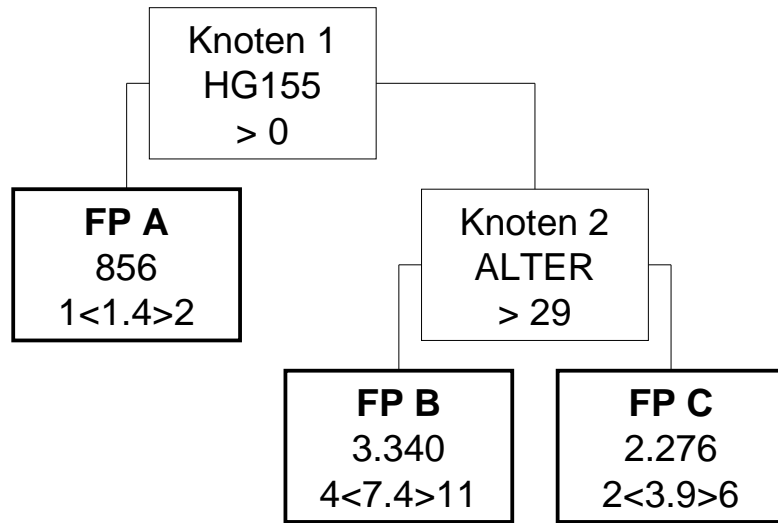 Knoten 1
HG155
> 0
FP A
856
1<1.4>2
Knoten 2
ALTER
> 29
FP B
3.340
4<7.4>11
FP C
2.276
2<3.9>6